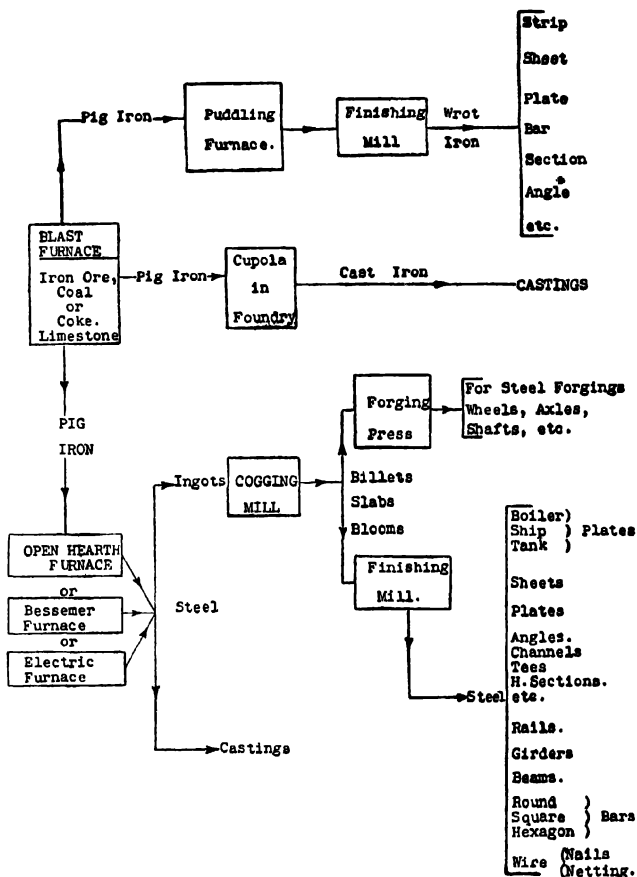 Strip
Sheet
Plate
Bar
Section
Angle
etc.
Pig Iron
Puddling
Furnace.
Finishing
Mill
Wrot
Iron
BLAST
FURNACE
Iron Ore,
Coal
or
Coke.
Limestone
Pig Iron
Cupola
in
Foundry
Cast Iron
CASTINGS
PIG
IRON
Forging
Press
For Steel Forgings
Wheels, Axles,
Shafts, etc.
Ingots
COGGING
MILL
Billets
Slabs
Blooms
OPEN HEARTH
FURNACE
or
Bessemer
Furnace
or
Electric
Furnace
Steel
Castings
Finishing
Mill.
Steel
Boiler)
Ship ) Plates
Tank )
Sheets
Plates
Angles.
Channels
Tees
H.Sections.
etc.
Rails.
Girders
Beams.
Round )
Square ) Bars
Hexagon )
Wire (Nails
(Netting.